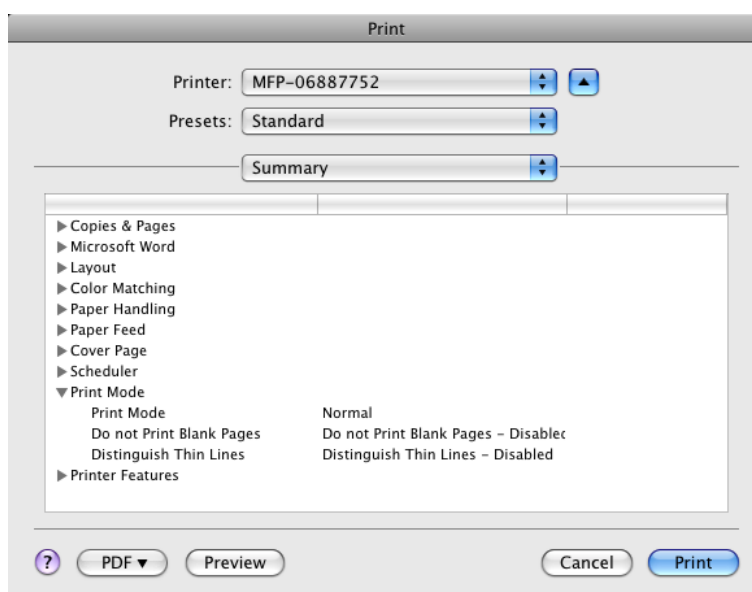 Print
Printer: MFP-06887752
Presets: Standard
Summary
Copies & Pages
Microsoft Word
Layout
Color Matching
Paper Handling
Paper Feed
Cover Page
Scheduler
Print Mode
Print Mode Normal
Do not Print Blank Pages Do not Print Blank Pages – Disablec
Distinguish Thin Lines Distinguish Thin Lines – Disabled
Printer Features
? PDF ▼ Preview Cancel Print